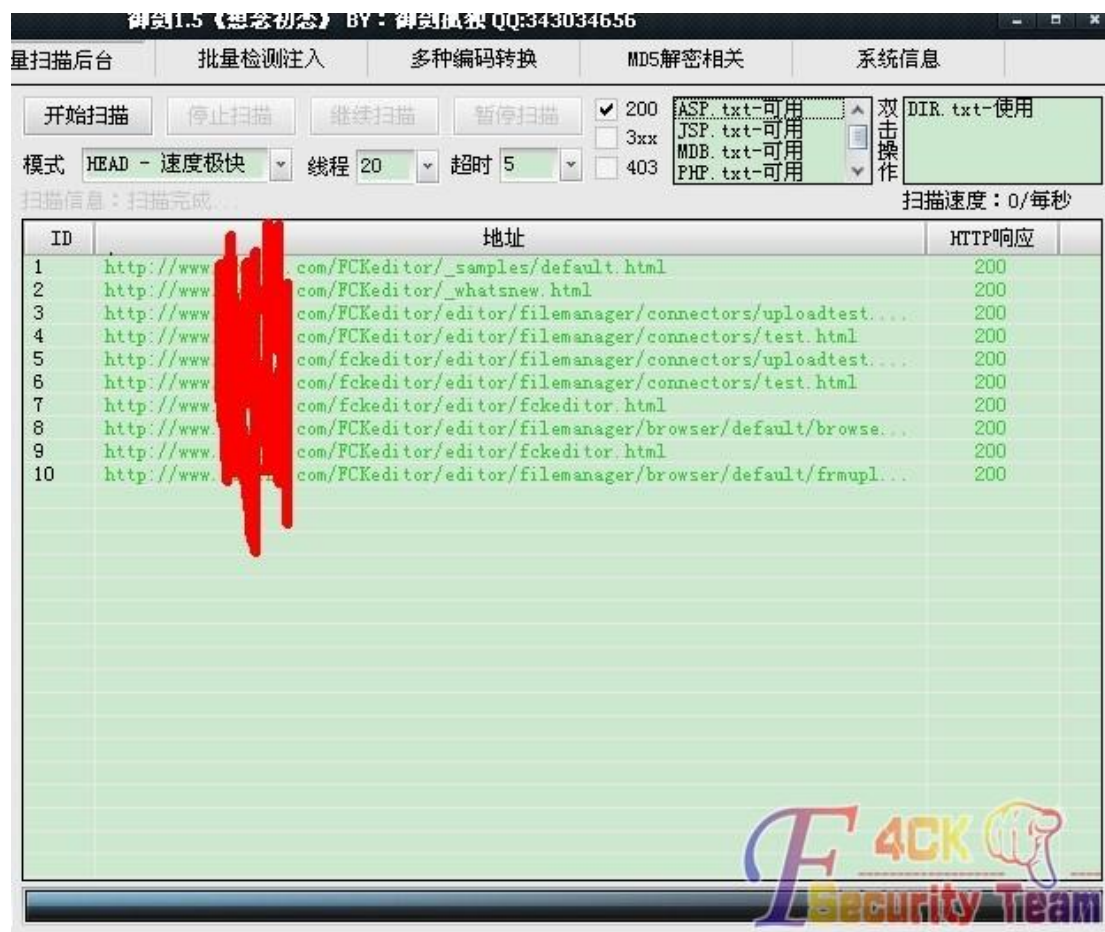 御剑1.5《想念初态》 BY：御剑孤独 QQ:343034656
量扫描后台 批量检测注入 多种编码转换 MD5解密相关 系统信息
开始扫描 停止扫描 继续扫描 暂停扫描
200
3xx
403
ASP.txt-可用
JSP.txt-可用
MDB.txt-可用
PHP.txt-可用
双击操作
DIR.txt-使用
模式 HEAD - 速度极快 线程 20 超时 5
扫描信息：扫描完成... 扫描速度：0/每秒
ID 地址 HTTP响应
1 http://www. .com/FCKeditor/_samples/default.html 200
2 http://www. com/FCKeditor/_whatsnew.html 200
3 http://www. com/FCKeditor/editor/filemanager/connectors/uploadtest.... 200
4 http://www. com/FCKeditor/editor/filemanager/connectors/test.html 200
5 http://www. com/fckeditor/editor/filemanager/connectors/uploadtest.... 200
6 http://www. com/fckeditor/editor/filemanager/connectors/test.html 200
7 http://www. com/fckeditor/editor/fckeditor.html 200
8 http://www. com/fckeditor/editor/filemanager/browser/default/browse... 200
9 http://www. com/FCKeditor/editor/fckeditor.html 200
10 http://www. com/FCKeditor/editor/filemanager/browser/default/frmupl... 200
F4CK
Security Team